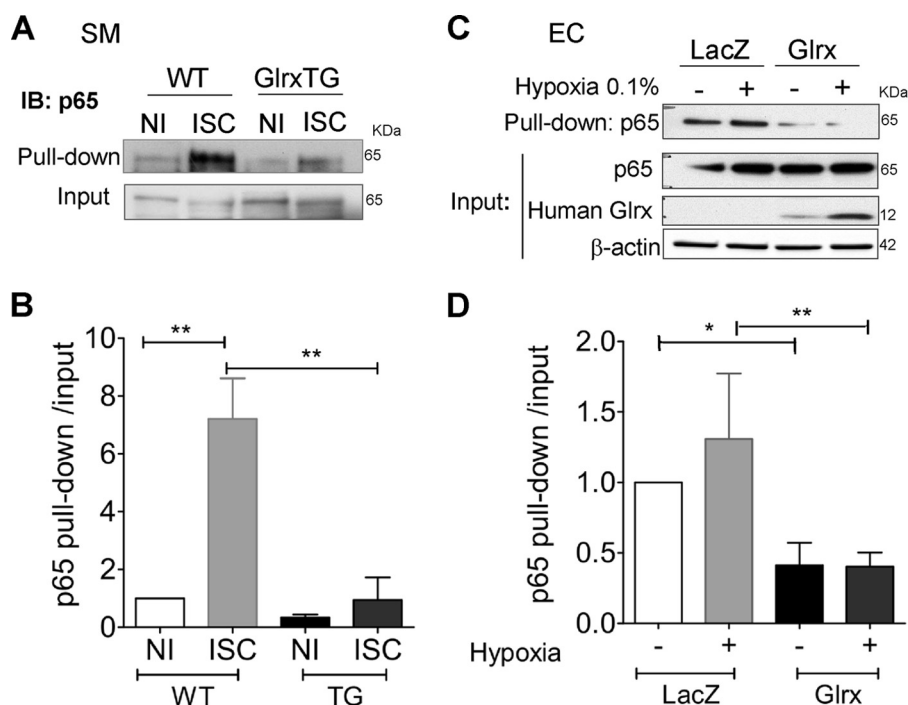 A SM
WT GlrxTG
IB: p65
NI ISC NI ISC KDa
Pull-down 65
Input 65
B
p65 pull-down /input
** **
10
8
6
4
2
0
NI ISC NI ISC
WT TG
C EC
LacZ Glrx
Hypoxia 0.1% - + - + KDa
Pull-down: p65 65
Input:
p65 65
Human Glrx 12
β-actin 42
D
p65 pull-down /input
* **
2.0
1.5
1.0
0.5
0.0
Hypoxia - + - +
LacZ Glrx